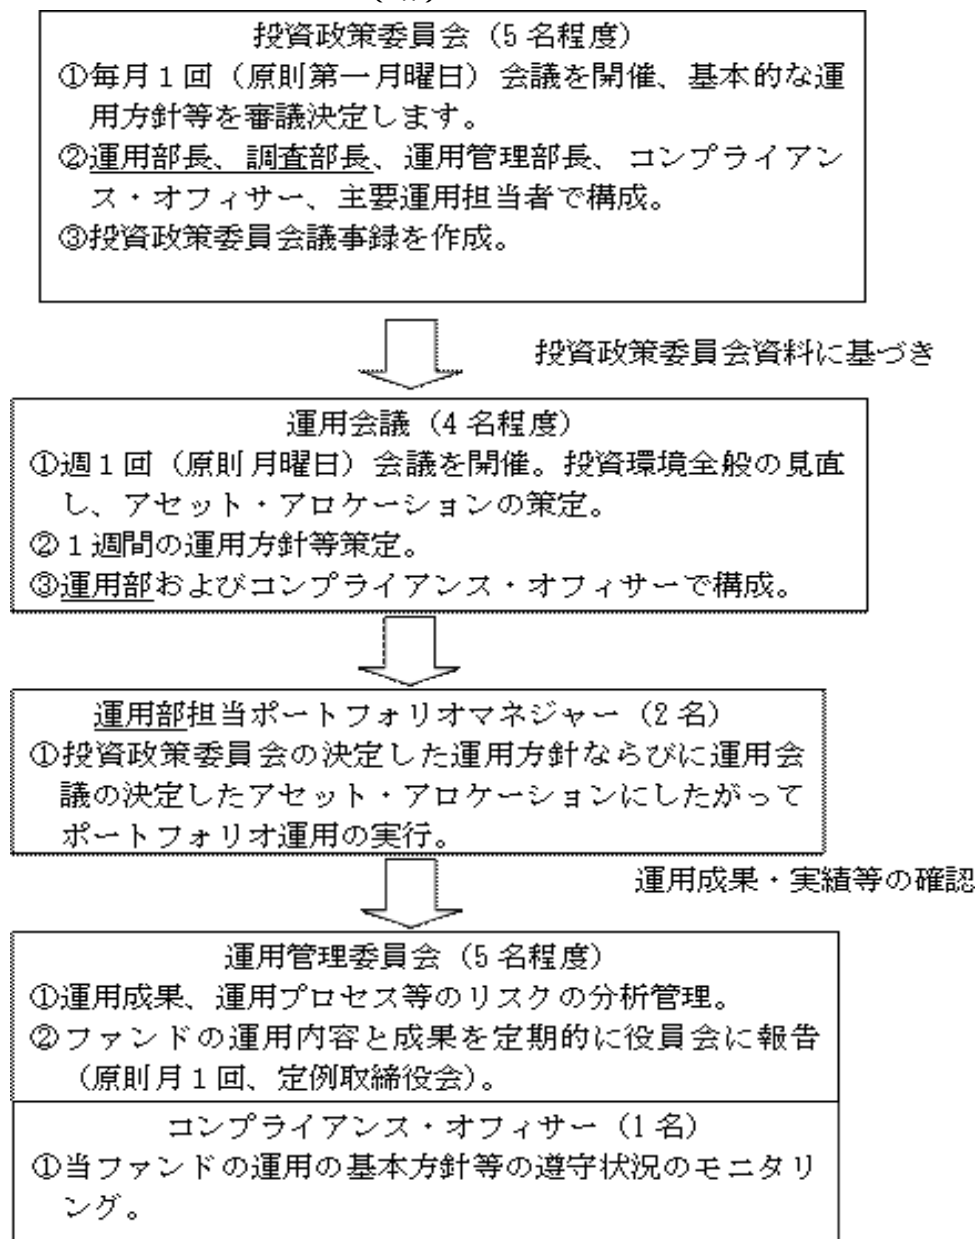 投資政策委員会（5 名程度）
①毎月１回（原則第一月曜日）会議を開催、基本的な運
用方針等を審議決定します。
②運用部長、調査部長、運用管理部長、コンプライアン
ス・オフィサー、主要運用担当者で構成。
③投資政策委員会議事録を作成。
投資政策委員会資料に基づき
運用会議（4 名程度）
①週１回（原則月曜日）会議を開催。投資環境全般の見直
し、アセット・アロケーションの策定。
②１週間の運用方針等策定。
③運用部およびコンプライアンス・オフィサーで構成。
運用部担当ポートフォリオマネジャー（2 名）
①投資政策委員会の決定した運用方針ならびに運用会
議の決定したアセット・アロケーションにしたがって
ポートフォリオ運用の実行。
運用成果・実績等の確認
運用管理委員会（5 名程度）
①運用成果、運用プロセス等のリスクの分析管理。
②ファンドの運用内容と成果を定期的に役員会に報告
（原則月１回、定例取締役会）。
コンプライアンス・オフィサー（1 名）
①当ファンドの運用の基本方針等の遵守状況のモニタリ
ング。